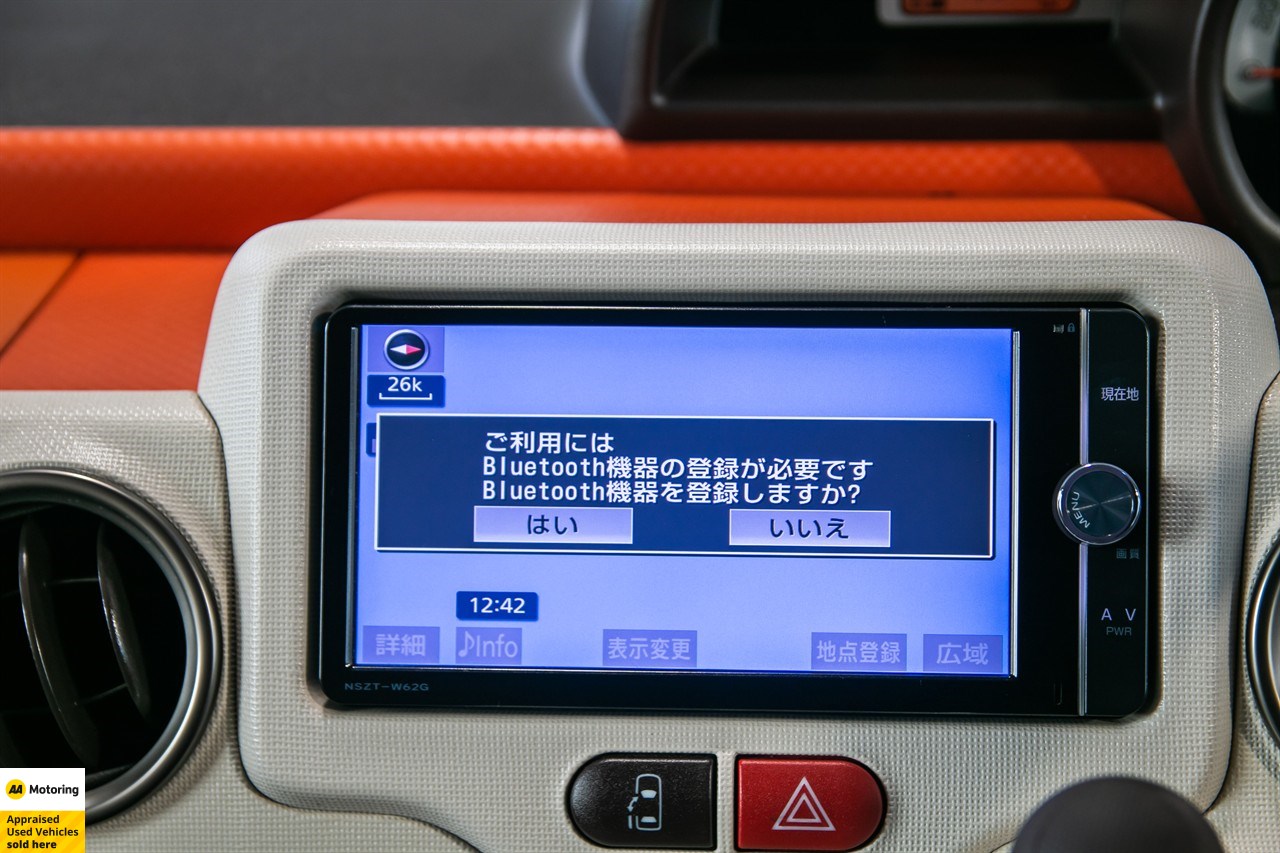 26k
現在地
ご利用には
Bluetooth機器の登録が必要です
Bluetooth機器を登録しますか?
はい
いいえ
MENU
画質
12:42
A V
PWR
詳細
♪Info
表示変更
地点登録
広域
NSZT-W62G
AA Motoring
Appraised
Used Vehicles
sold here